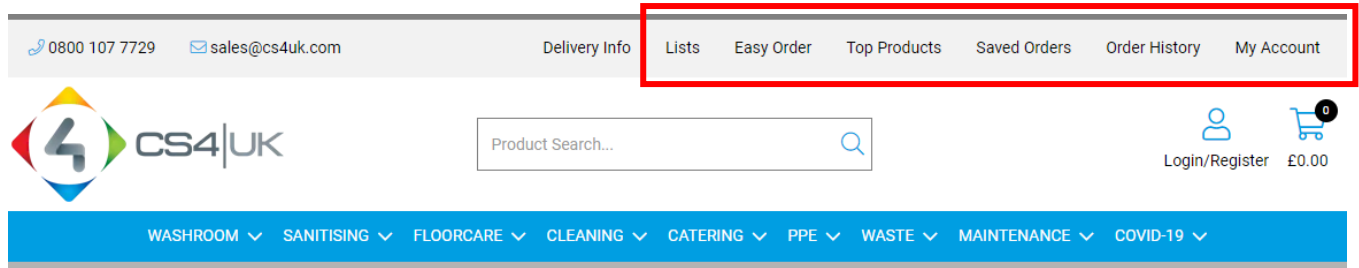 0800 107 7729 sales@cs4uk.com Delivery Info Lists Easy Order Top Products Saved Orders Order History My Account
4 CS4|UK Product Search... 0
Login/Register £0.00
WASHROOM SANITISING FLOORCARE CLEANING CATERING PPE WASTE MAINTENANCE COVID-19